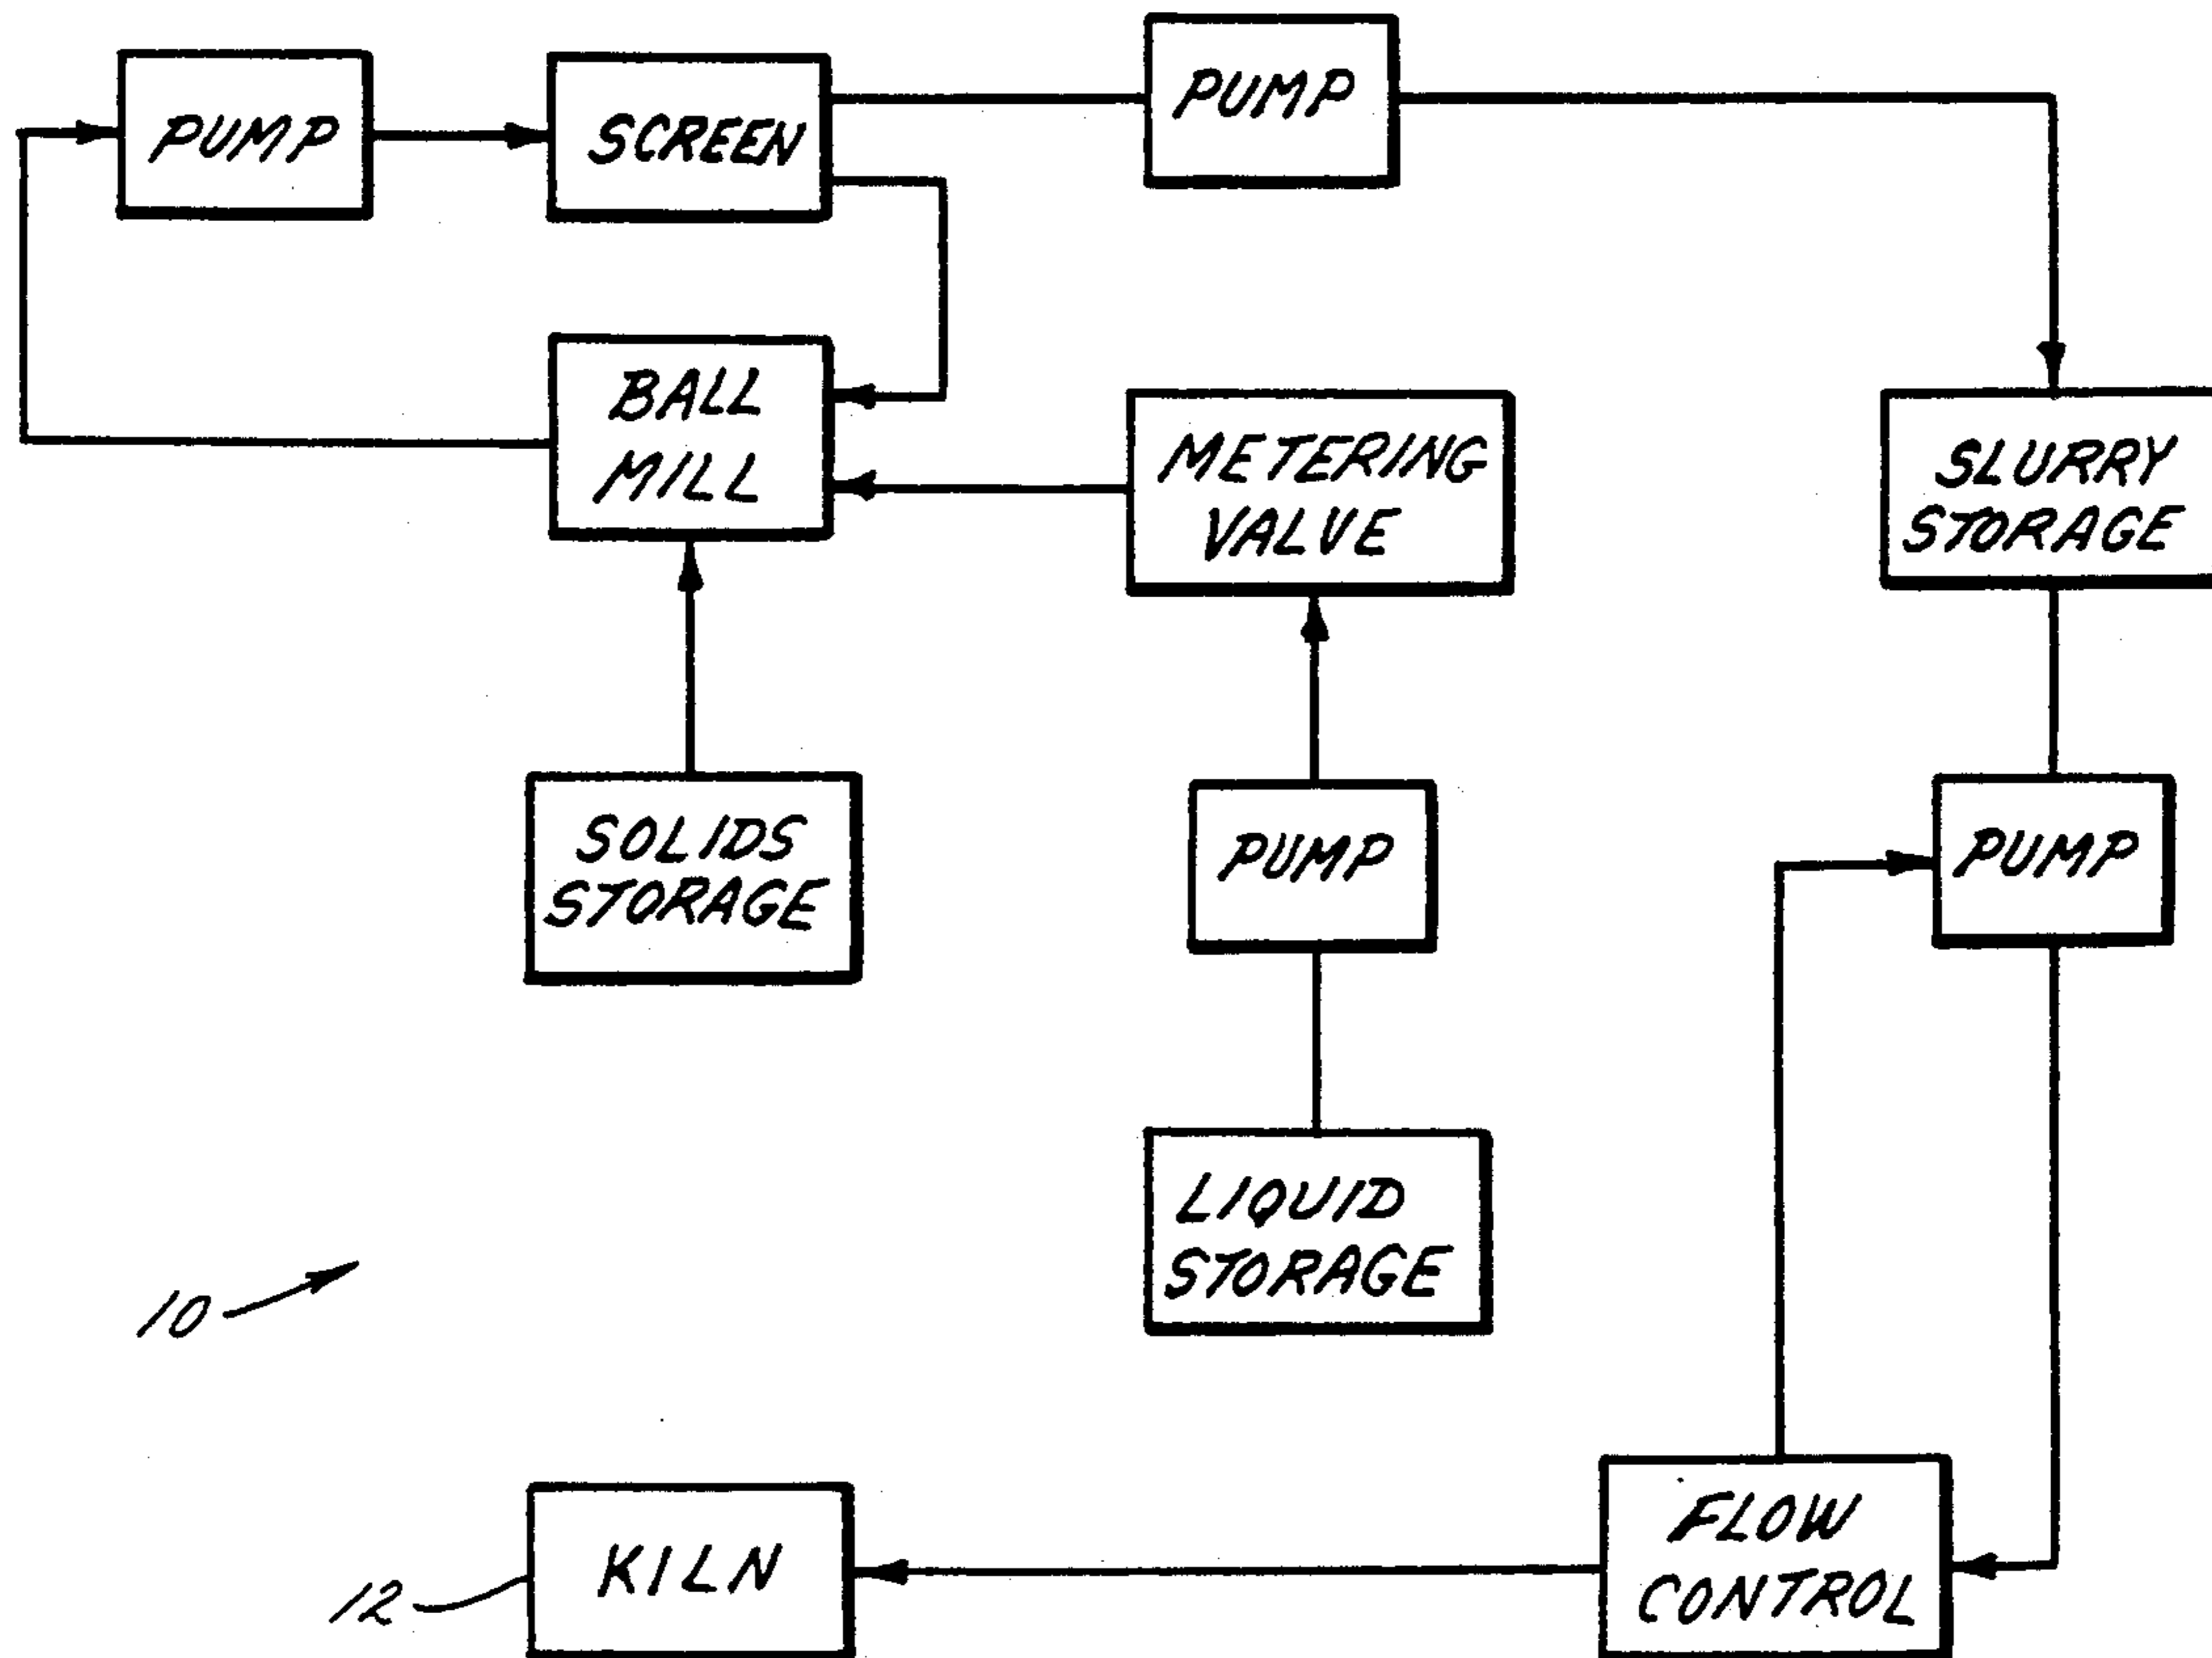 PUMP
SCREEN
PUMP
BALL
MILL
METERING
VALVE
SLURRY
STORAGE
SOLIDS
STORAGE
PUMP
PUMP
LIQUID
STORAGE
10
KILN
12
FLOW
CONTROL